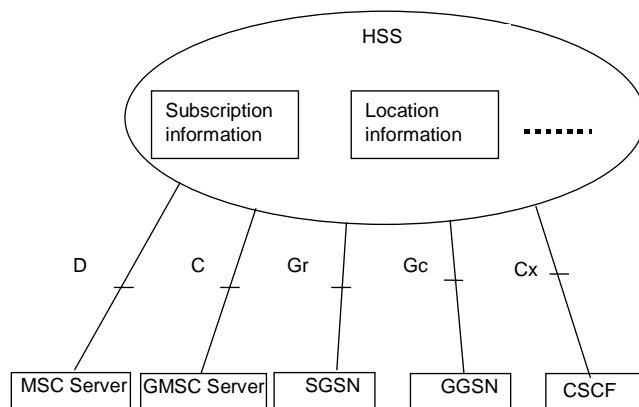 HSS
Subscription
information
Location
information
D
C
Gr
Gc
Cx
MSC Server
GMSC Server
SGSN
GGSN
CSCF